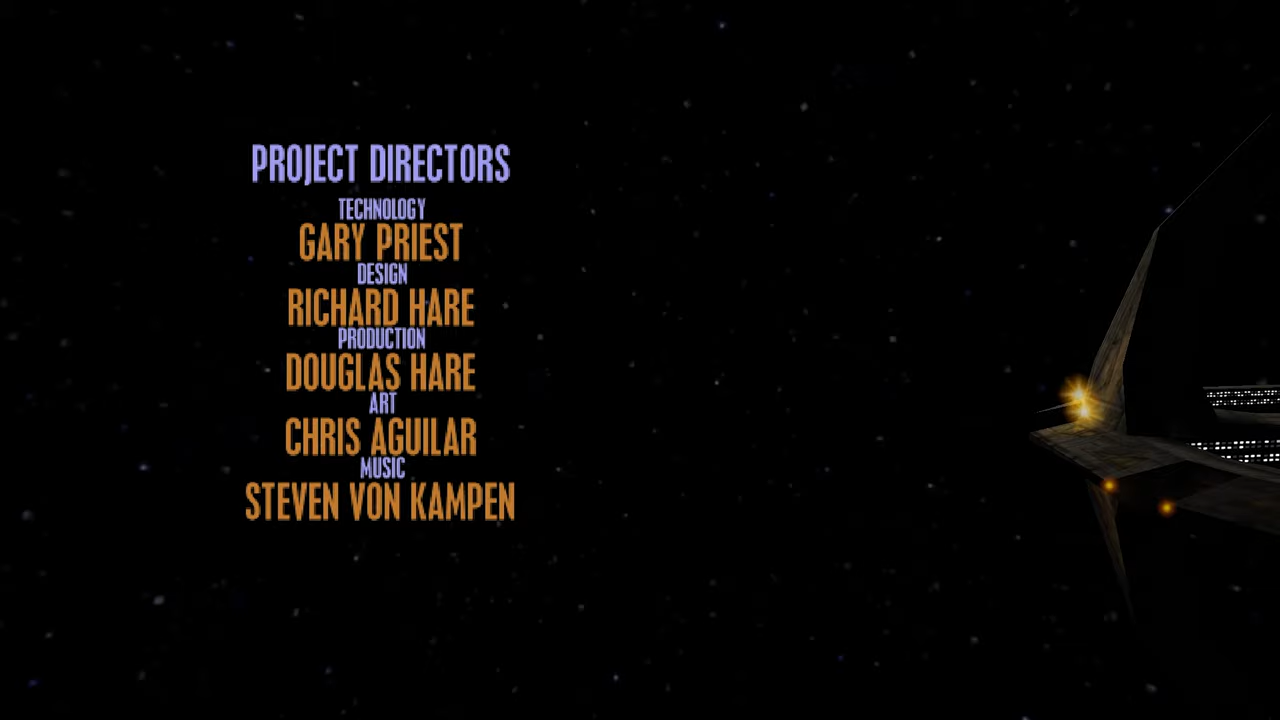 PROJECT DIRECTORS
TECHNOLOGY
GARY PRIEST
DESIGN
RICHARD HARE
PRODUCTION
DOUGLAS HARE
ART
CHRIS AGUILAR
MUSIC
STEVEN VON KAMPEN